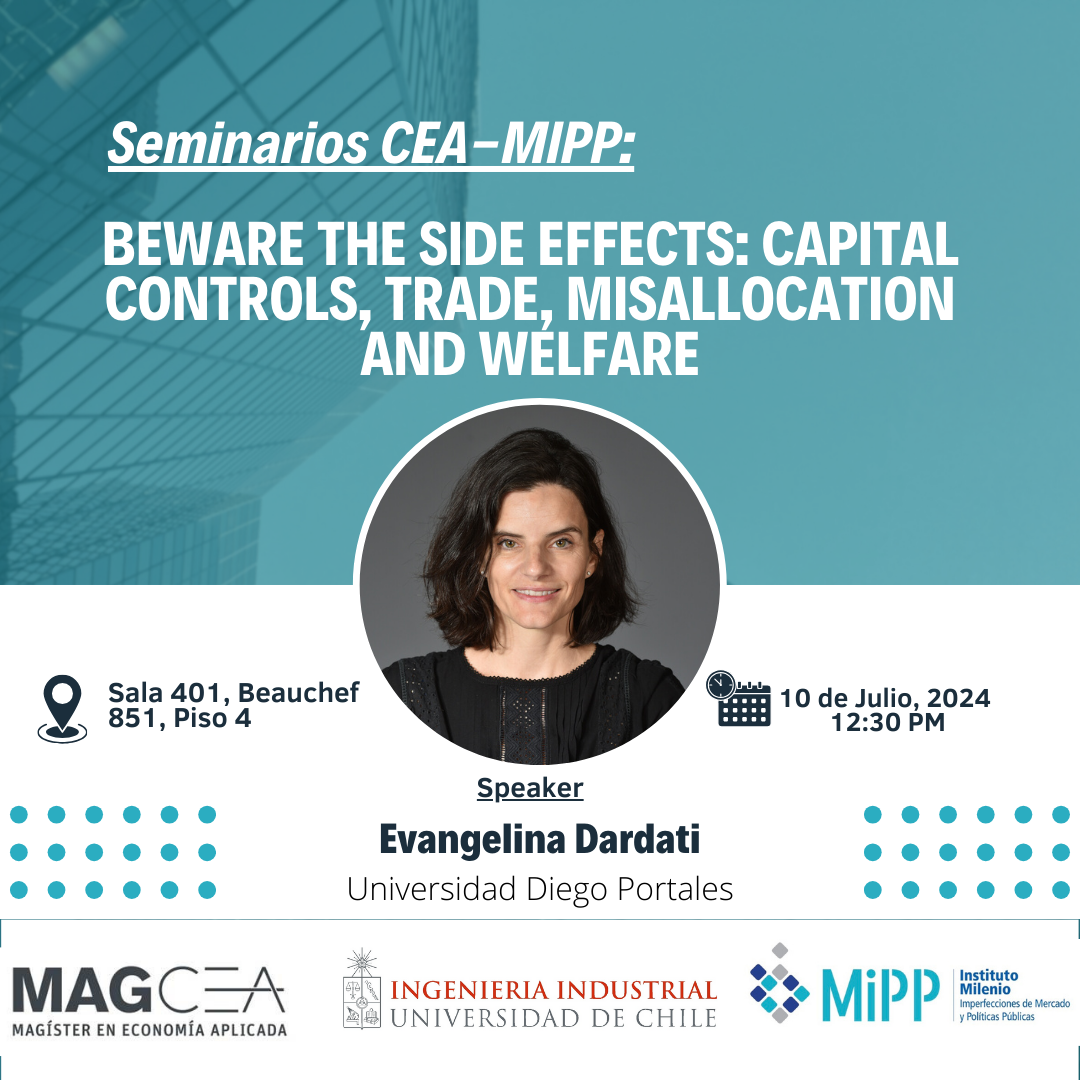 Seminarios CEA–MIPP:
BEWARE THE SIDE EFFECTS: CAPITAL
CONTROLS, TRADE, MISALLOCATION
AND WELFARE
Sala 401, Beauchef
851, Piso 4
10 de Julio, 2024
12:30 PM
Speaker
Evangelina Dardati
Universidad Diego Portales
MAGCEA
MAGÍSTER EN ECONOMÍA APLICADA
INGENIERIA INDUSTRIAL
UNIVERSIDAD DE CHILE
MiPP
Instituto
Milenio
Imperfecciones de Mercado
y Políticas Públicas